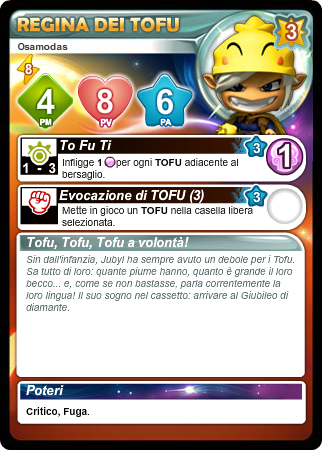 REGINA DEI TOFU
3
Osamodas
8
4
PM
8
PV
6
PA
To Fu Ti
3
1
1 - 3
Infligge 1 per ogni TOFU adiacente al
bersaglio.
Evocazione di TOFU (3)
3
Mette in gioco un TOFU nella casella libera
selezionata.
Tofu, Tofu, Tofu a volontà!
Sin dall'infanzia, Jubyl ha sempre avuto un debole per i Tofu.
Sa tutto di loro: quante piume hanno, quanto è grande il loro
becco... e, come se non bastasse, parla correntemente la
loro lingua! Il suo sogno nel cassetto: arrivare al Giubileo di
diamante.
Poteri
Critico, Fuga.